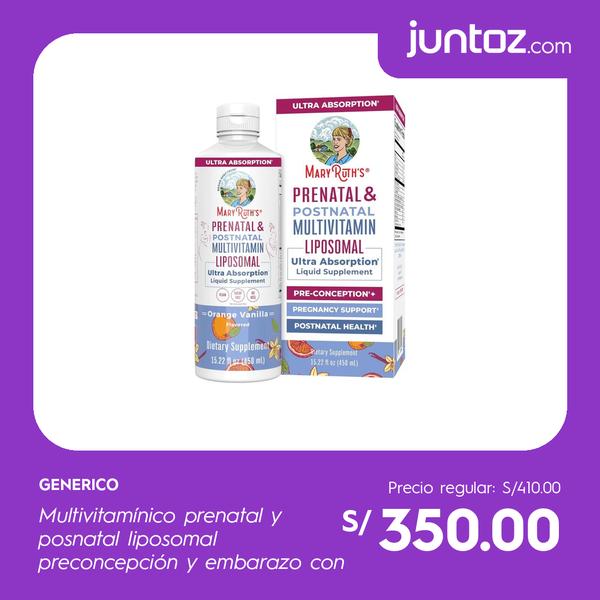 juntoz.com
ULTRA ABSORPTION†
MARYRUTH'S®
PRENATAL &
POSTNATAL
MULTIVITAMIN
LIPOSOMAL
Ultra Absorption†
Liquid Supplement
Orange Vanilla
Flavored
Dietary Supplement
15.22 fl oz (450 mL)
ULTRA ABSORPTION†
MARYRUTH'S®
PRENATAL &
POSTNATAL
MULTIVITAMIN
LIPOSOMAL
Ultra Absorption†
Liquid Supplement
PRE-CONCEPTION†+
PREGNANCY SUPPORT†
POSTNATAL HEALTH†
Dietary Supplement
15.22 fl oz (450 mL)
GENERICO
Multivitamínico prenatal y
posnatal liposomal
preconcepción y embarazo con
Precio regular: S/410.00
S/ 350.00